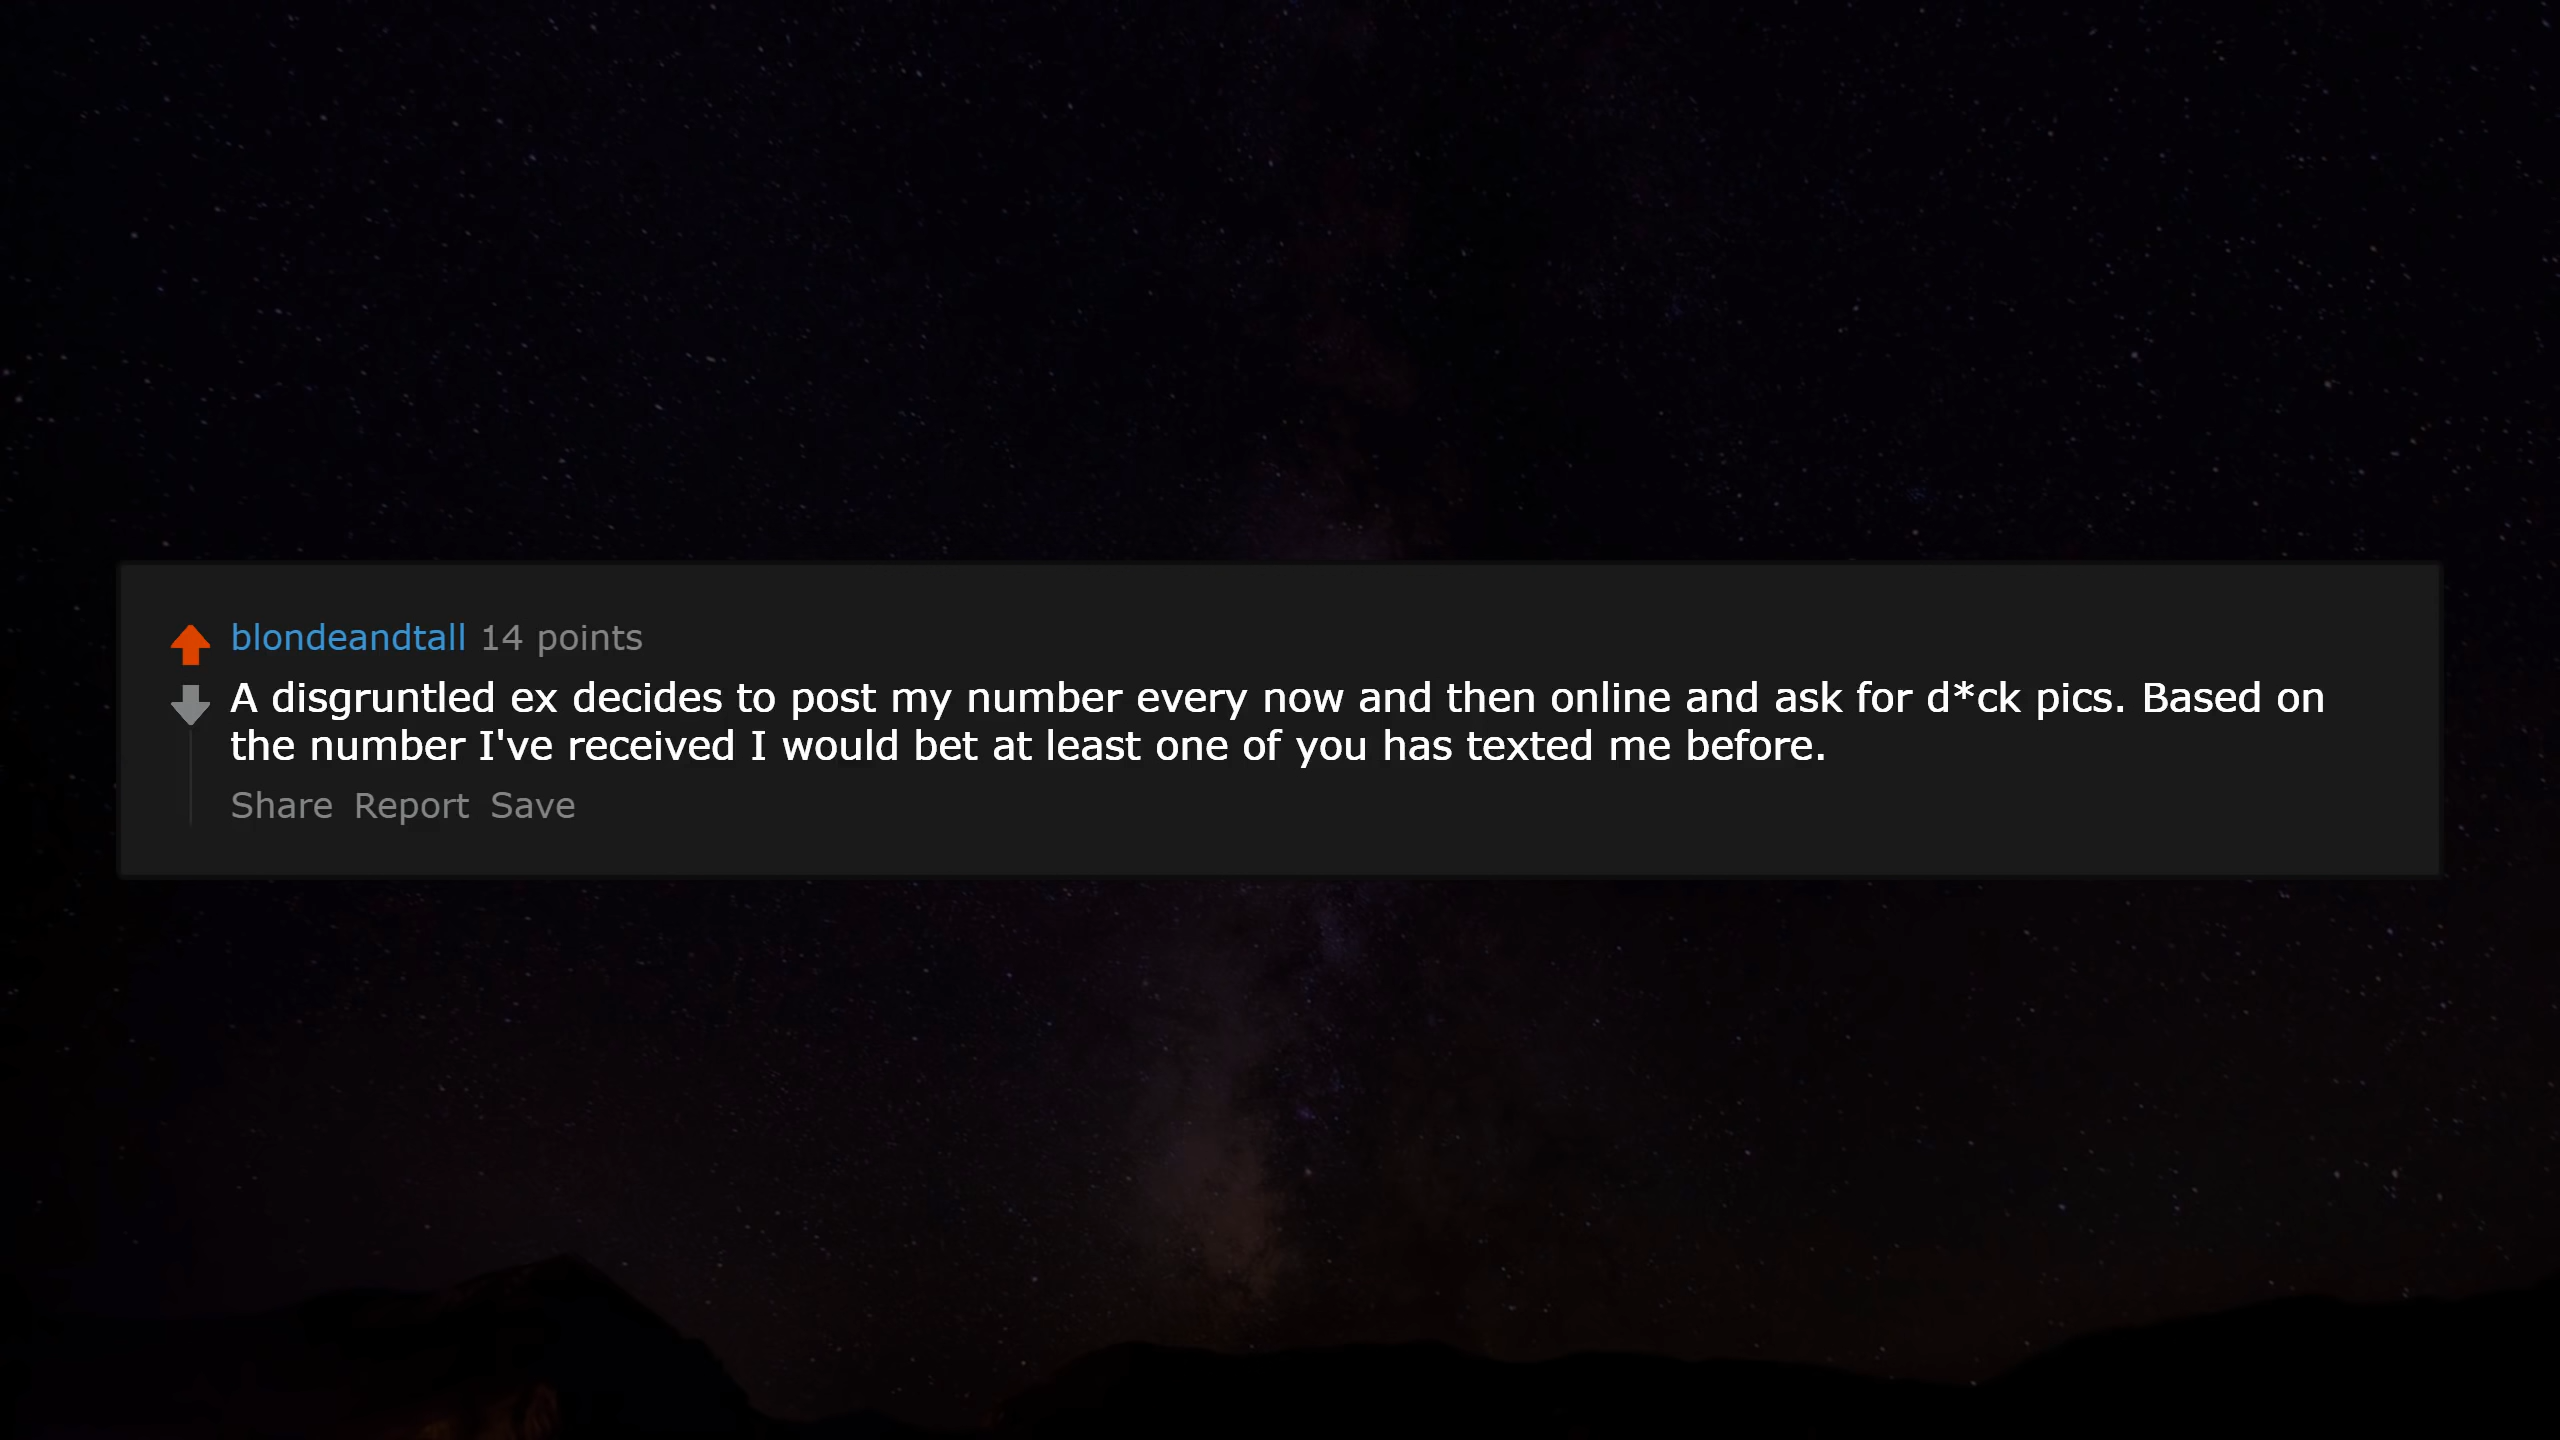 blondeandtall 14 points
A disgruntled ex decides to post my number every now and then online and ask for d*ck pics. Based on
the number I've received I would bet at least one of you has texted me before.
Share Report Save